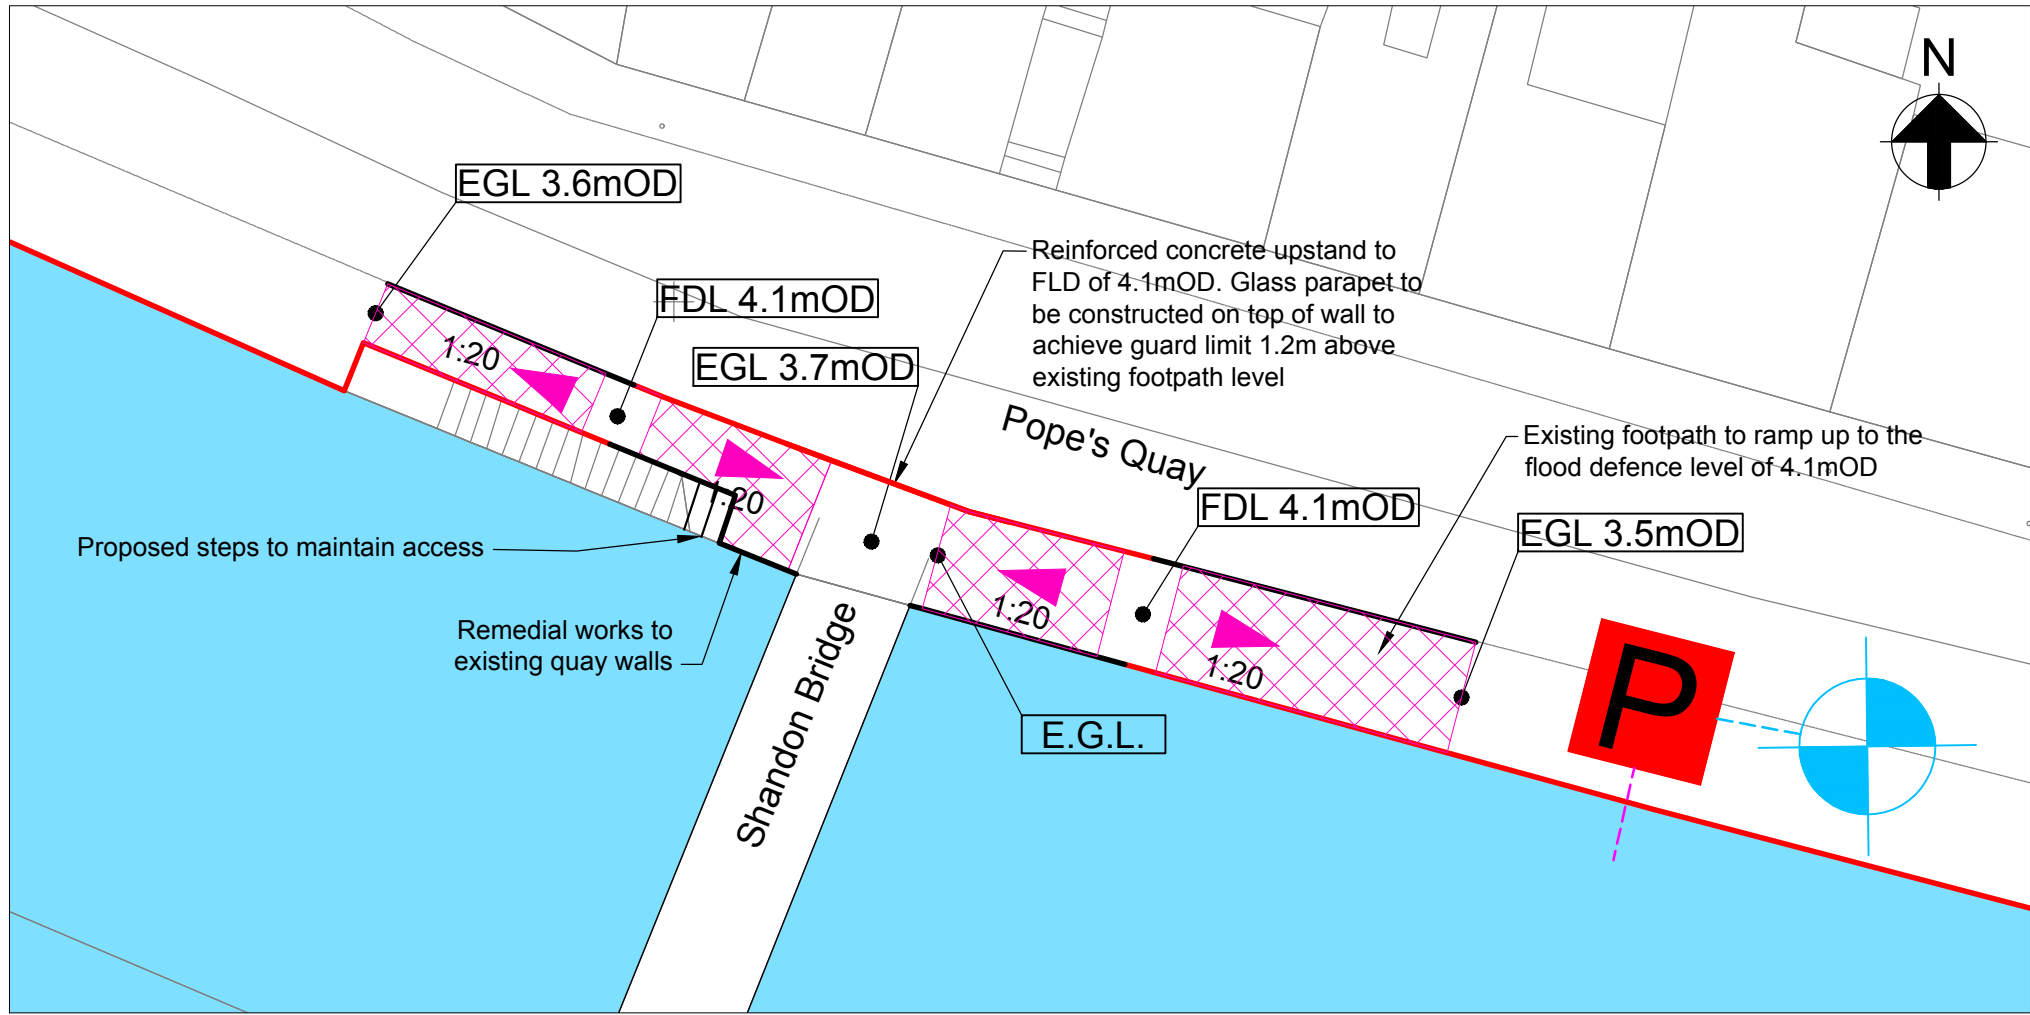 N
EGL 3.6mOD
Reinforced concrete upstand to
FLD of 4.1mOD. Glass parapet to
be constructed on top of wall to
achieve guard limit 1.2m above
existing footpath level
FDL 4.1mOD
1:20
EGL 3.7mOD
Pope's Quay
Existing footpath to ramp up to the
flood defence level of 4.1mOD
1:20
FDL 4.1mOD
EGL 3.5mOD
Proposed steps to maintain access
Remedial works to
existing quay walls
1:20
1:20
Shandon Bridge
E.G.L.
P